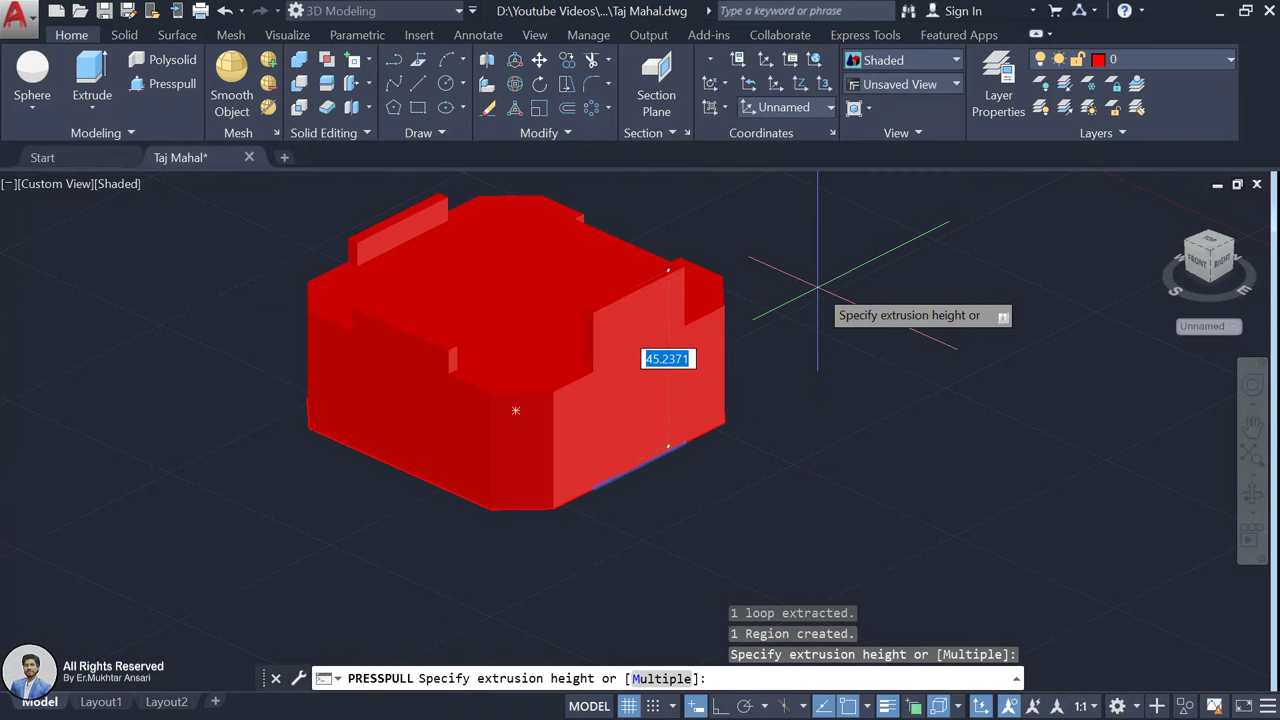 3D Modeling
D:\Youtube Videos\...\Taj Mahal.dwg
Type a keyword or phrase
Sign In
Home
Solid
Surface
Mesh
Visualize
Parametric
Insert
Annotate
View
Manage
Output
Add-ins
Collaborate
Express Tools
Featured Apps
Sphere
Extrude
Polysolid
Presspull
Smooth
Object
Section
Plane
Shaded
Unsaved View
Unnamed
Layer
Properties
0
Modeling
Mesh
Solid Editing
Draw
Modify
Section
Coordinates
View
Layers
Start
Taj Mahal*
[−][Custom View][Shaded]
TOP
FRONT
RIGHT
S
E
Unnamed
Specify extrusion height or
45.2371
1 loop extracted.
1 Region created.
Specify extrusion height or [Multiple]:
PRESSPULL Specify extrusion height or [Multiple]:
All Rights Reserved
By Er.Mukhtar Ansari
Model
Layout1
Layout2
MODEL
1:1